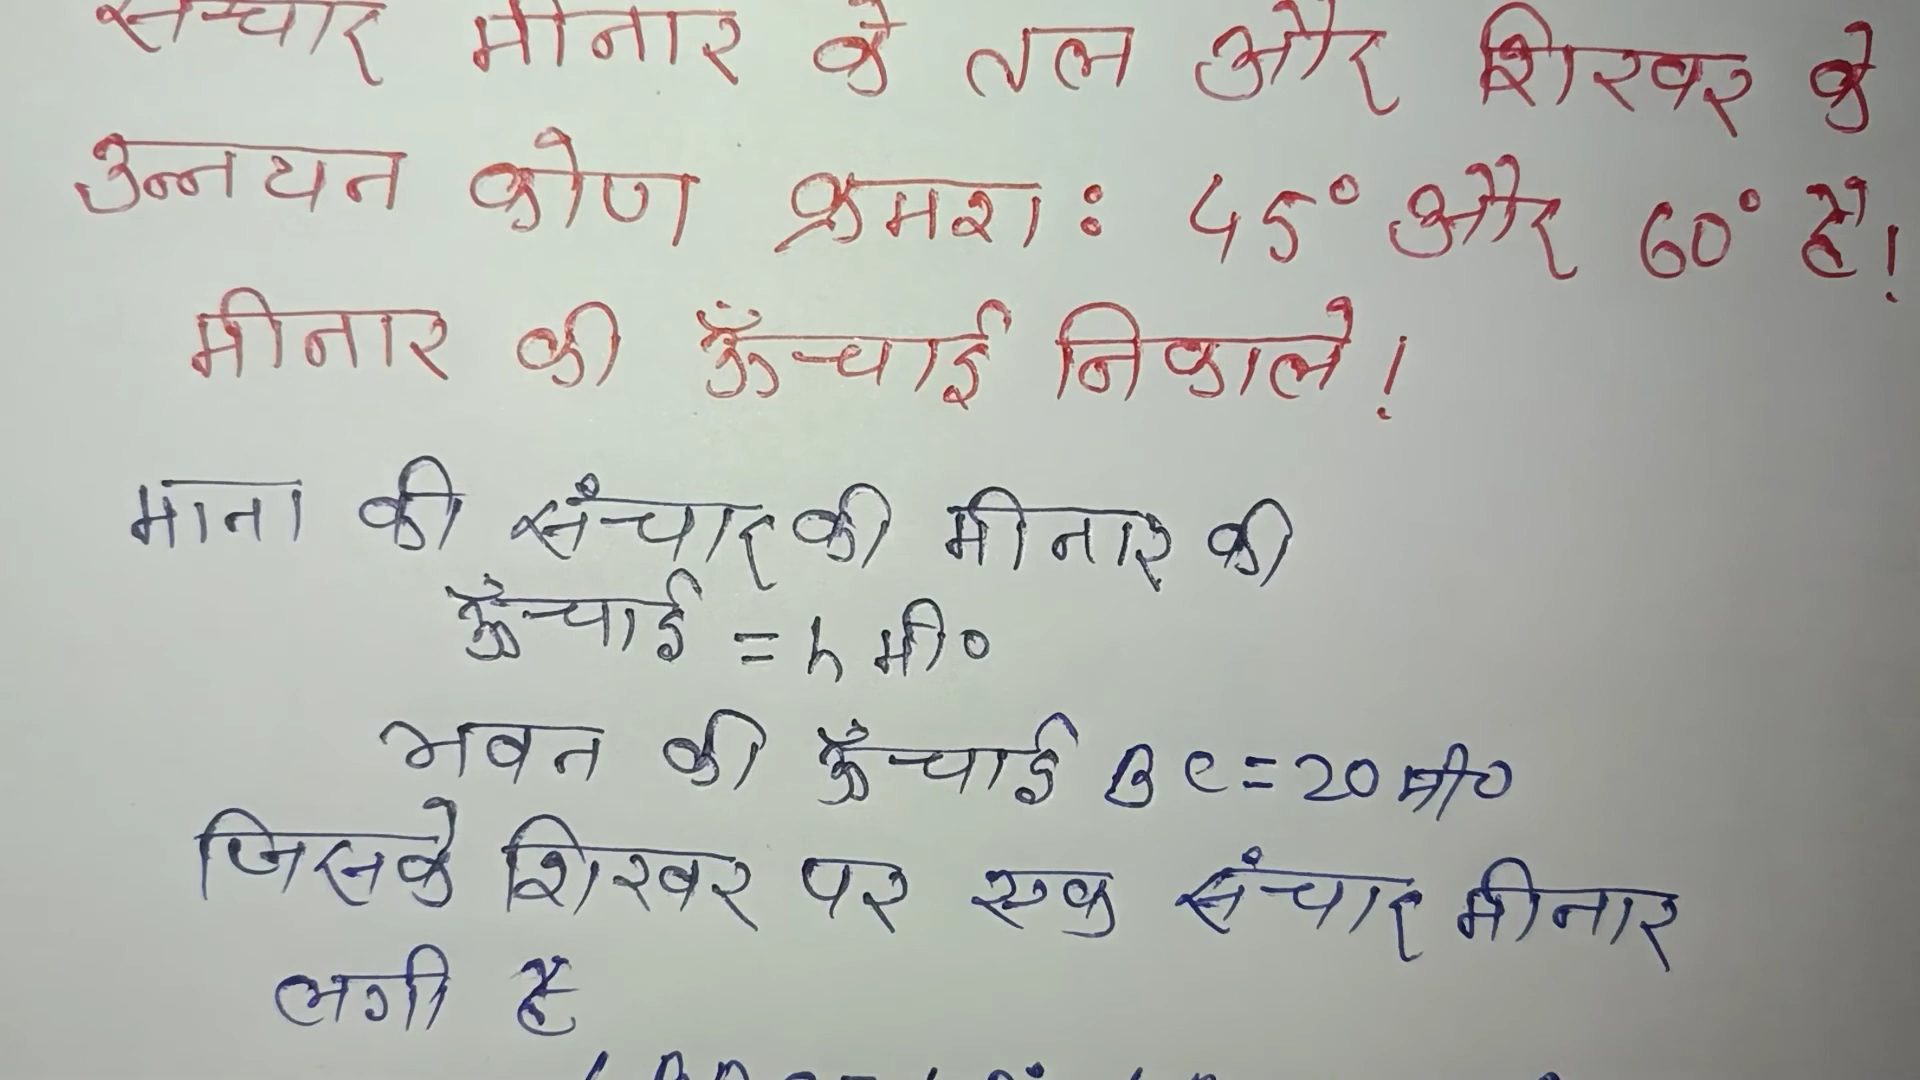 संचार मीनार के तल और शिखर के
उन्नयन कोण क्रमशः 45° और 60° है।
मीनार की ऊँचाई निकाले!
माना की संचार की मीनार की
ऊँचाई = h मी०
भवन की ऊँचाई BC = 20 मी०
जिसके शिखर पर एक संचार मीनार
लगी है